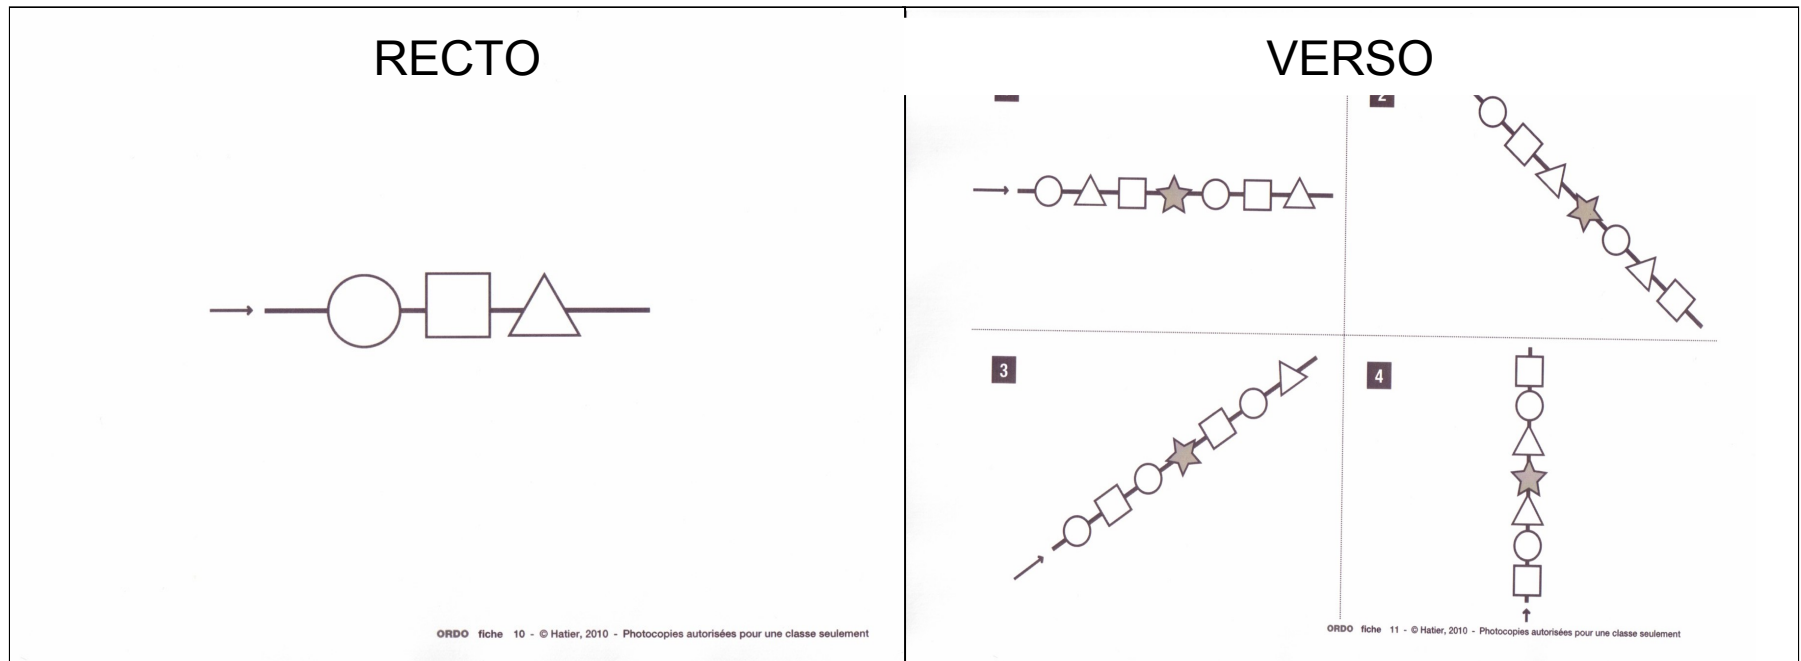 RECTO
ORDO fiche 10 - © Hatier, 2010 - Photocopies autorisées pour une classe seulement
VERSO
2
3
4
ORDO fiche 11 - © Hatier, 2010 - Photocopies autorisées pour une classe seulement